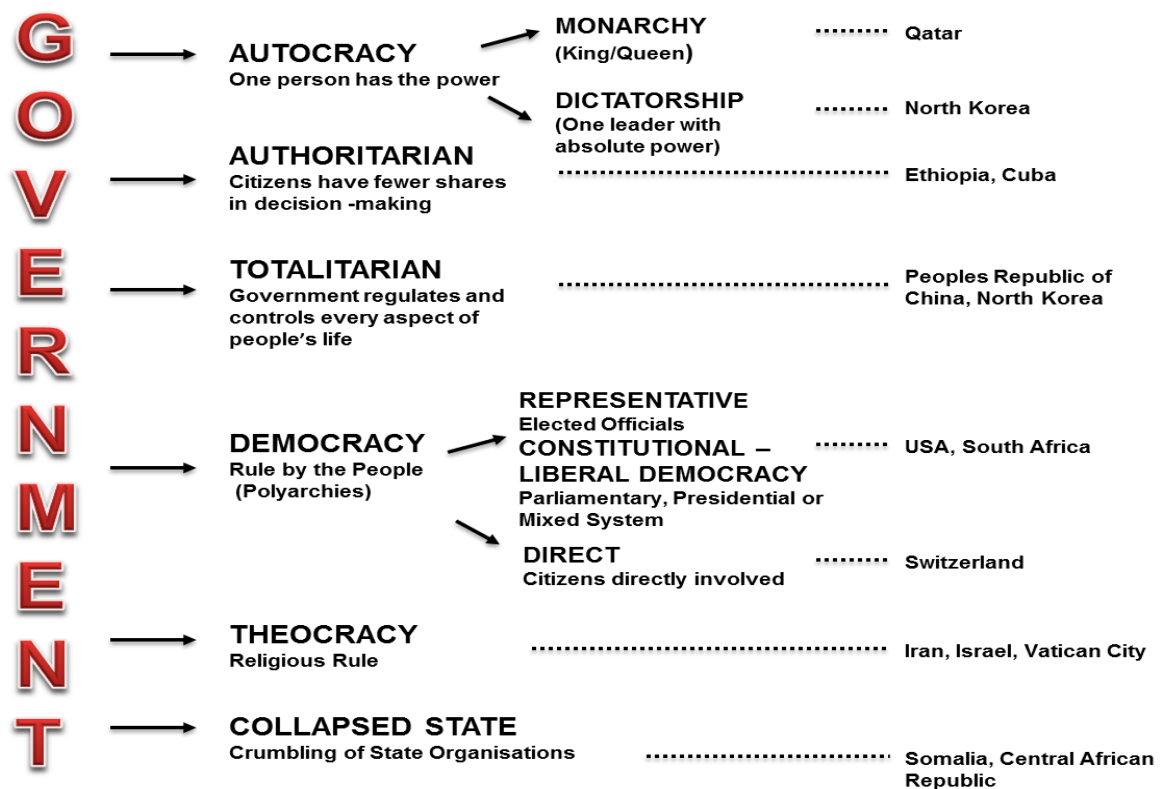 GOVERNMENT
AUTOCRACY
One person has the power
MONARCHY
(King/Queen)
Qatar
DICTATORSHIP
(One leader with
absolute power)
North Korea
AUTHORITARIAN
Citizens have fewer shares
in decision -making
Ethiopia, Cuba
TOTALITARIAN
Government regulates and
controls every aspect of
people's life
Peoples Republic of
China, North Korea
DEMOCRACY
Rule by the People
(Polyarchies)
REPRESENTATIVE
Elected Officials
CONSTITUTIONAL –
LIBERAL DEMOCRACY
Parliamentary, Presidential or
Mixed System
USA, South Africa
DIRECT
Citizens directly involved
Switzerland
THEOCRACY
Religious Rule
Iran, Israel, Vatican City
COLLAPSED STATE
Crumbling of State Organisations
Somalia, Central African
Republic